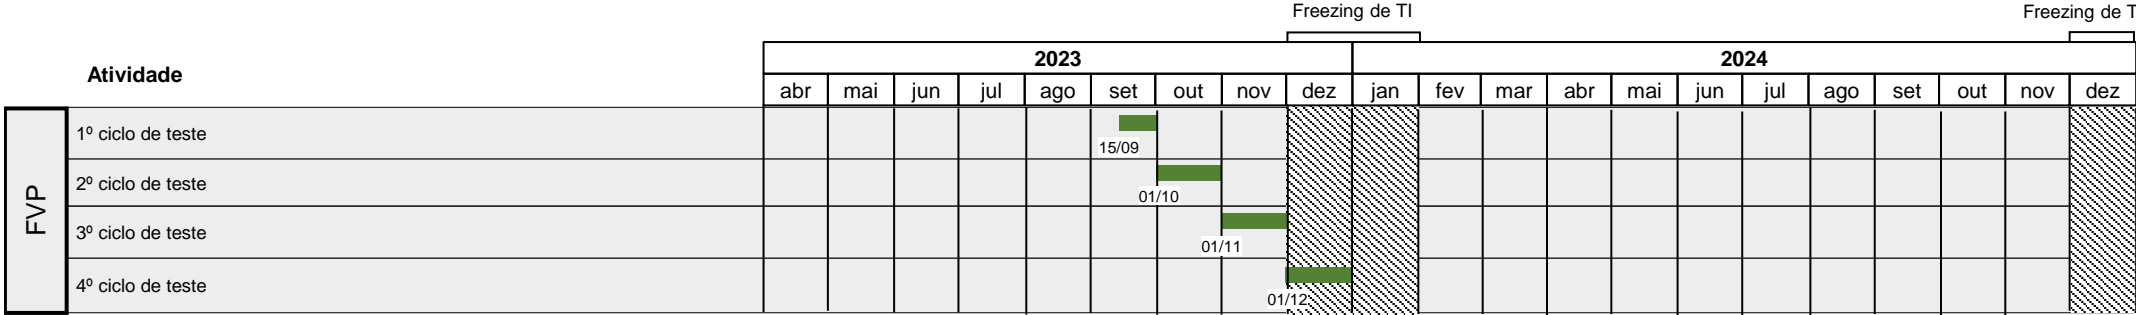 Freezing de TI
Freezing de T
2023
2024
Atividade
abr mai jun jul ago set out nov dez jan fev mar abr mai jun jul ago set out nov dez
FVP
1º ciclo de teste
15/09
2º ciclo de teste
01/10
3º ciclo de teste
01/11
4º ciclo de teste
01/12